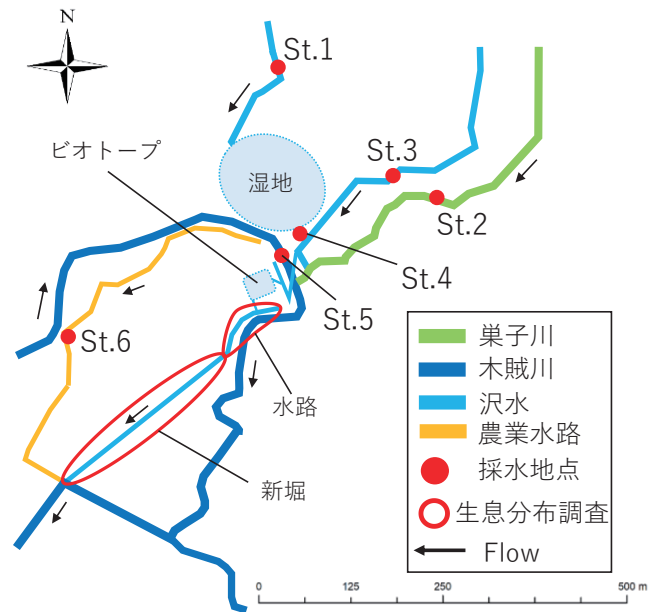 St.1
ビオトープ
湿地
St.3
St.2
St.4
St.5
St.6
水路
新堀
巣子川
木賊川
沢水
農業水路
採水地点
生息分布調査
Flow
0 125 250 500 m